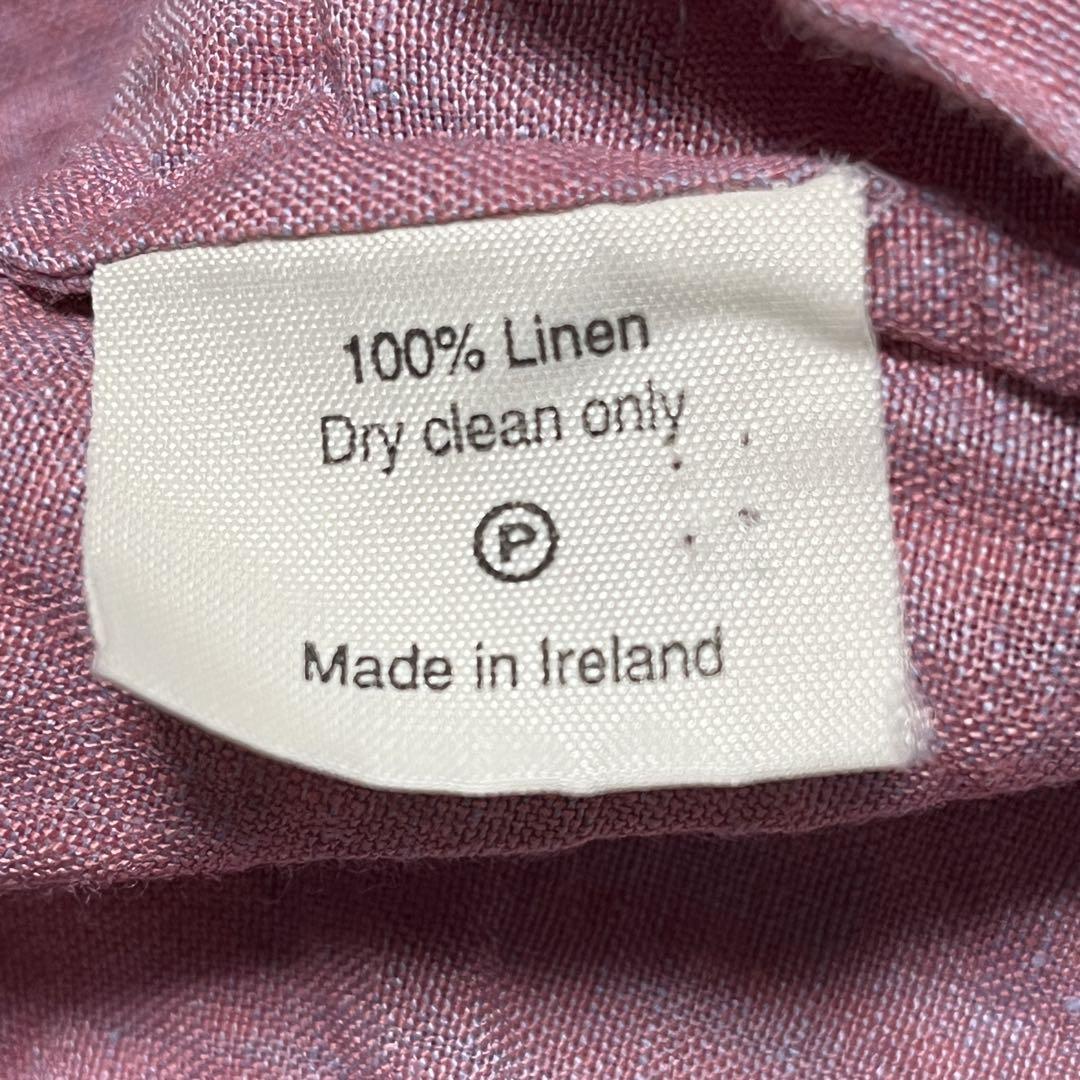 100% Linen
Dry clean only
P
Made in Ireland